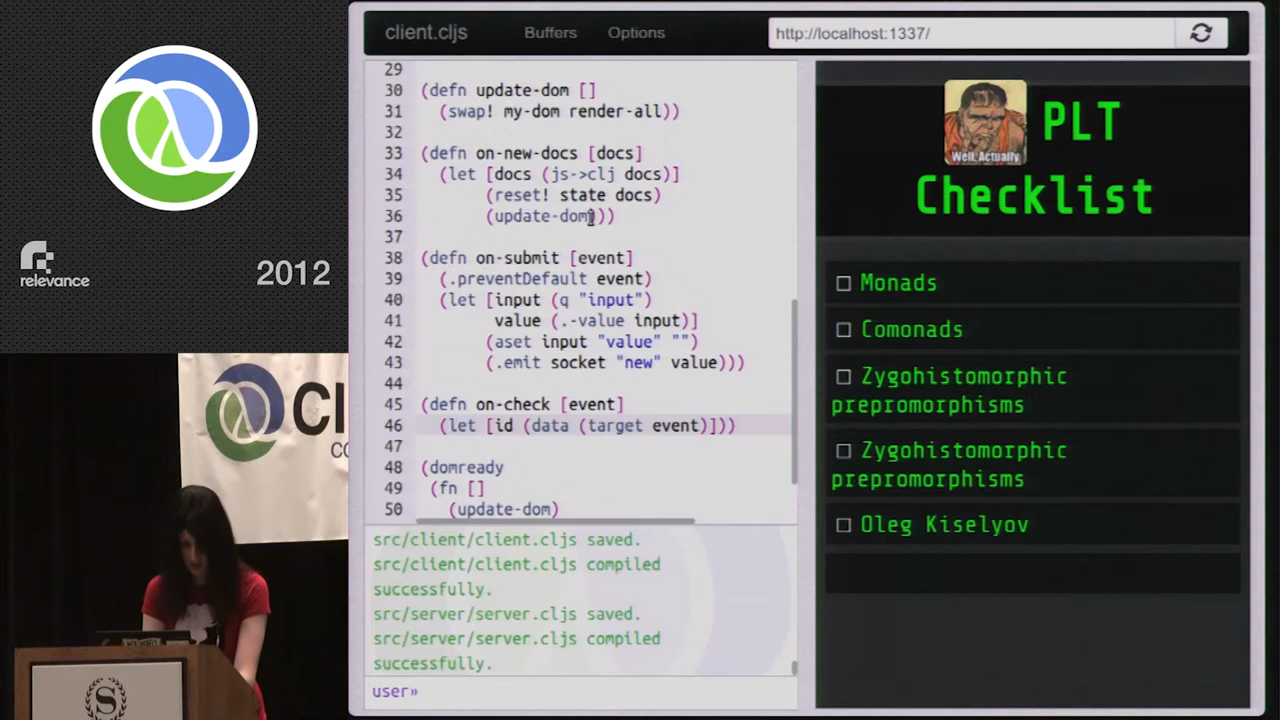 client.cljs
Buffers
Options
http://localhost:1337/
29
30 (defn update-dom []
31 (swap! my-dom render-all))
32
33 (defn on-new-docs [docs]
34 (let [docs (js->clj docs)]
35 (reset! state docs)
36 (update-dom)))
37
38 (defn on-submit [event]
39 (.preventDefault event)
40 (let [input (q "input")
41 value (.-value input)]
42 (aset input "value" "")
43 (.emit socket "new" value)))
44
45 (defn on-check [event]
46 (let [id (data (target event)]))
47
48 (domready
49 (fn []
50 (update-dom)
src/client/client.cljs saved.
src/client/client.cljs compiled
successfully.
src/server/server.cljs saved.
src/server/server.cljs compiled
successfully.
user»
Well, Actually
PLT
Checklist
Monads
Comonads
Zygohistomorphic
prepromorphisms
Zygohistomorphic
prepromorphisms
Oleg Kiselyov
relevance
2012
Cl
CO
S